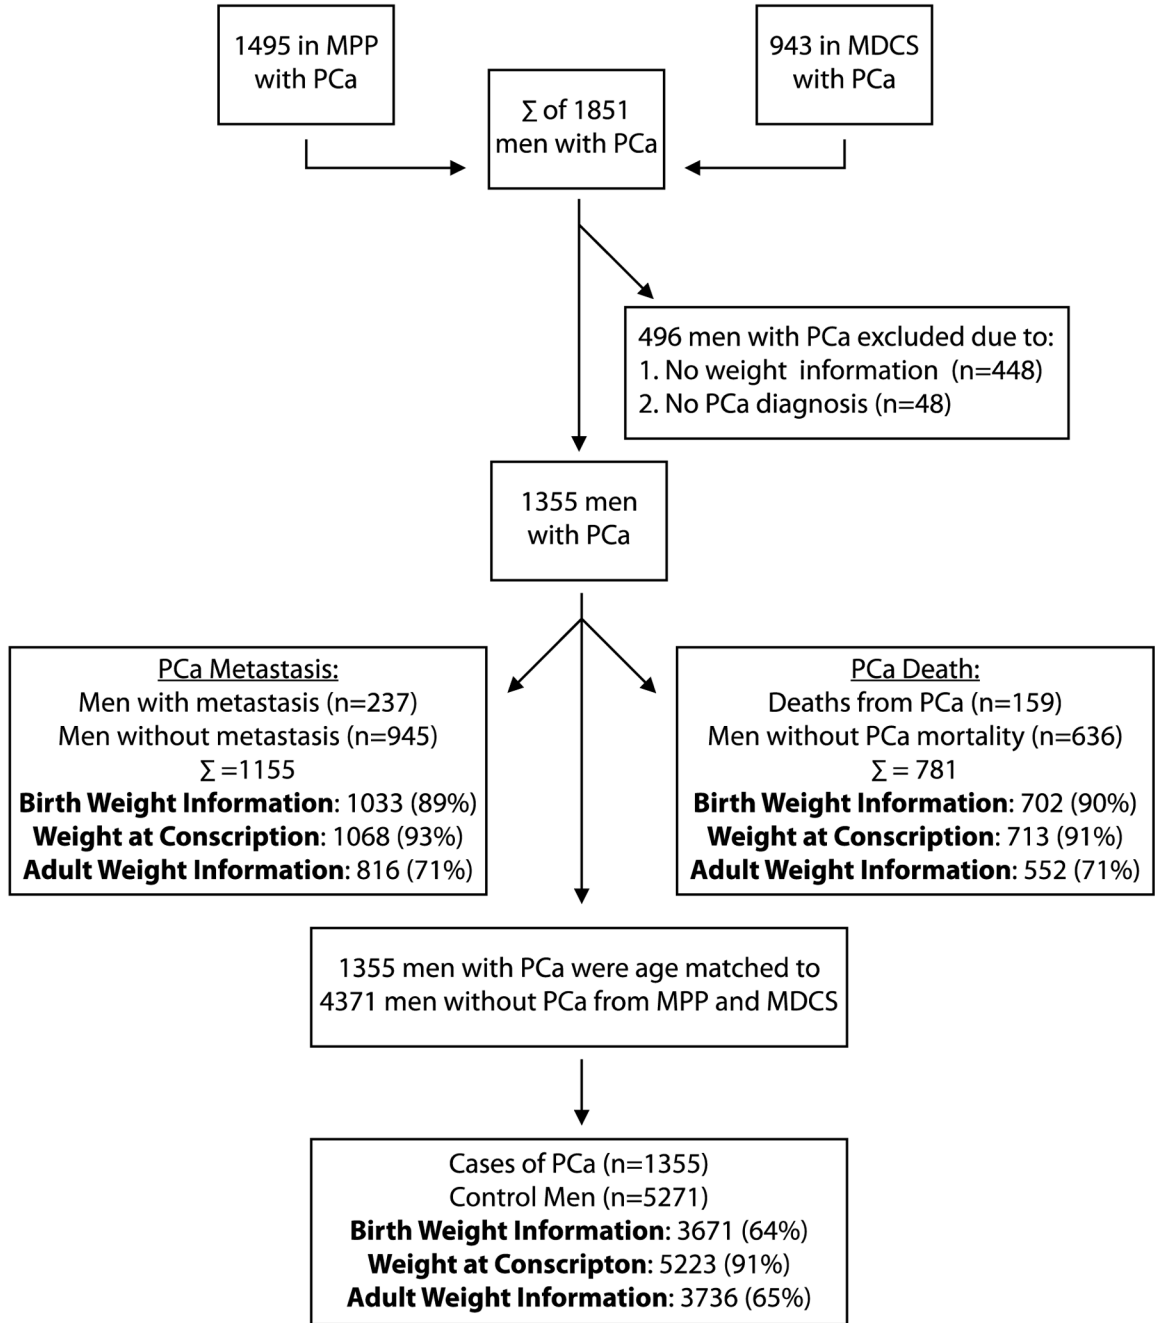 1495 in MPP
with PCa
943 in MDCS
with PCa
∑ of 1851
men with PCa
496 men with PCa excluded due to:
1. No weight information (n=448)
2. No PCa diagnosis (n=48)
1355 men
with PCa
PCa Metastasis:
Men with metastasis (n=237)
Men without metastasis (n=945)
∑ =1155
Birth Weight Information: 1033 (89%)
Weight at Conscription: 1068 (93%)
Adult Weight Information: 816 (71%)
PCa Death:
Deaths from PCa (n=159)
Men without PCa mortality (n=636)
∑ = 781
Birth Weight Information: 702 (90%)
Weight at Conscription: 713 (91%)
Adult Weight Information: 552 (71%)
1355 men with PCa were age matched to
4371 men without PCa from MPP and MDCS
Cases of PCa (n=1355)
Control Men (n=5271)
Birth Weight Information: 3671 (64%)
Weight at Conscripton: 5223 (91%)
Adult Weight Information: 3736 (65%)